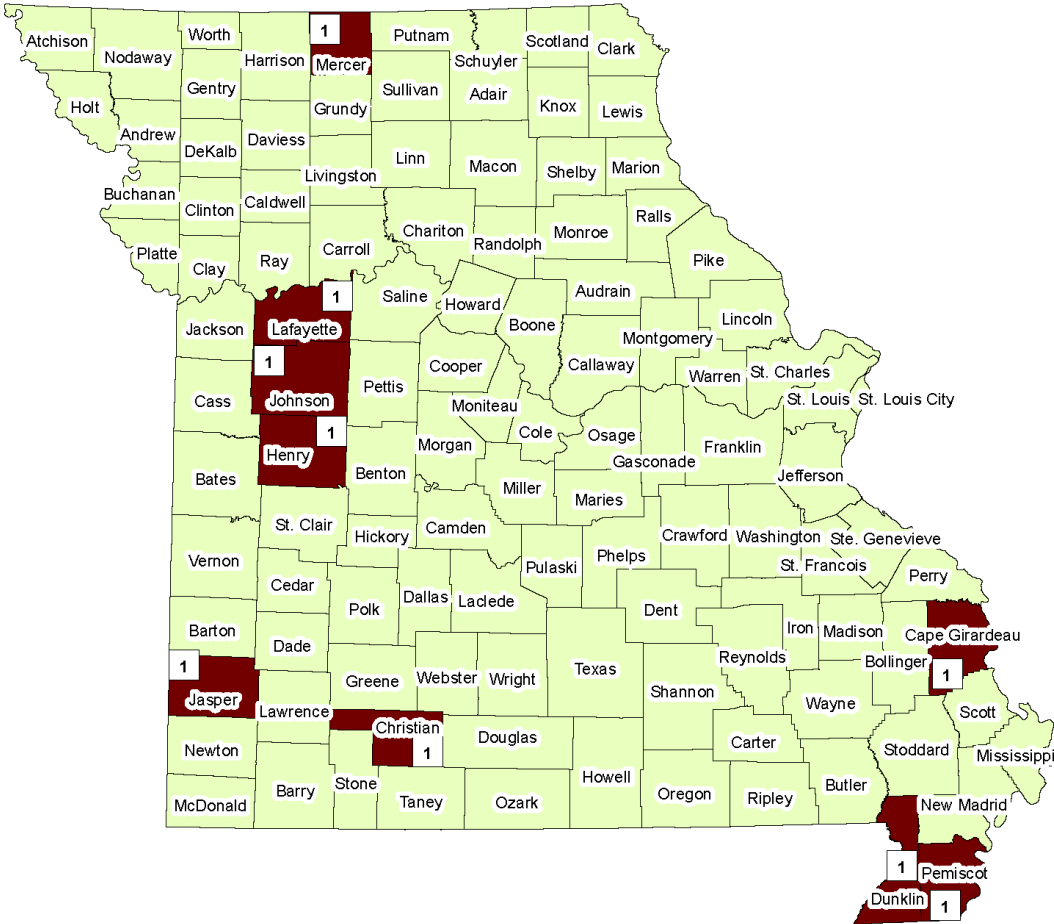 1
Worth
Putnam
Atchison
Scotland
Clark
Nodaway
Harrison
Mercer
Schuyler
Gentry
Sullivan
Adair
Holt
Grundy
Knox
Lewis
Andrew
Daviess
DeKalb
Linn
Macon
Shelby
Marion
Livingston
Buchanan
Clinton
Caldwell
Ralls
Chariton
Randolph
Monroe
Platte
Clay
Ray
Carroll
Pike
1
Saline
Howard
Audrain
Jackson
Lafayette
Boone
Lincoln
Montgomery
1
Cooper
Callaway
Warren
St. Charles
Cass
Johnson
Pettis
Moniteau
St. Louis
St. Louis City
1
Cole
Osage
Henry
Morgan
Gasconade
Franklin
Bates
Benton
Miller
Maries
Jefferson
St. Clair
Hickory
Camden
Crawford
Washington
Ste. Genevieve
Vernon
Pulaski
Phelps
St. Francois
Perry
Cedar
Polk
Dallas
Laclede
Dent
Barton
Dade
Iron
Madison
Cape Girardeau
1
Greene
Webster
Wright
Texas
Reynolds
Bollinger
1
Jasper
Lawrence
Shannon
Wayne
Scott
Christian
1
Douglas
Newton
Carter
Stoddard
Mississippi
McDonald
Barry
Stone
Taney
Ozark
Howell
Oregon
Ripley
Butler
New Madrid
1
Pemiscot
Dunklin
1